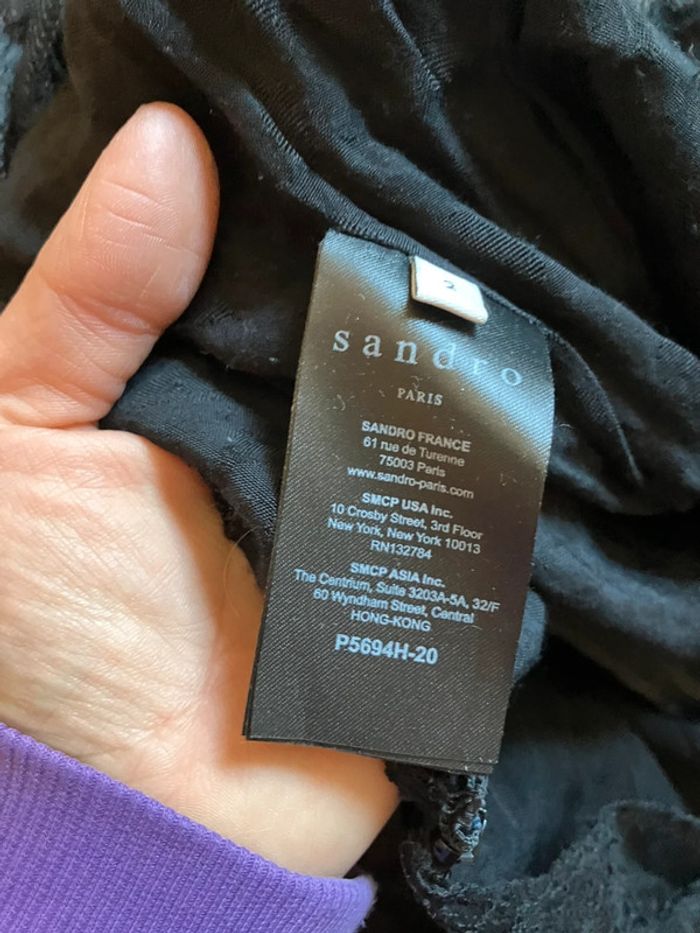 2
sandro
PARIS
SANDRO FRANCE
61 rue de Turenne
75003 Paris
www.sandro-paris.com
SMCP USA Inc.
10 Crosby Street, 3rd Floor
New York, New York 10013
RN132784
SMCP ASIA Inc.
The Centrium, Suite 3203A-5A, 32/F
60 Wyndham Street, Central
HONG-KONG
P5694H-20